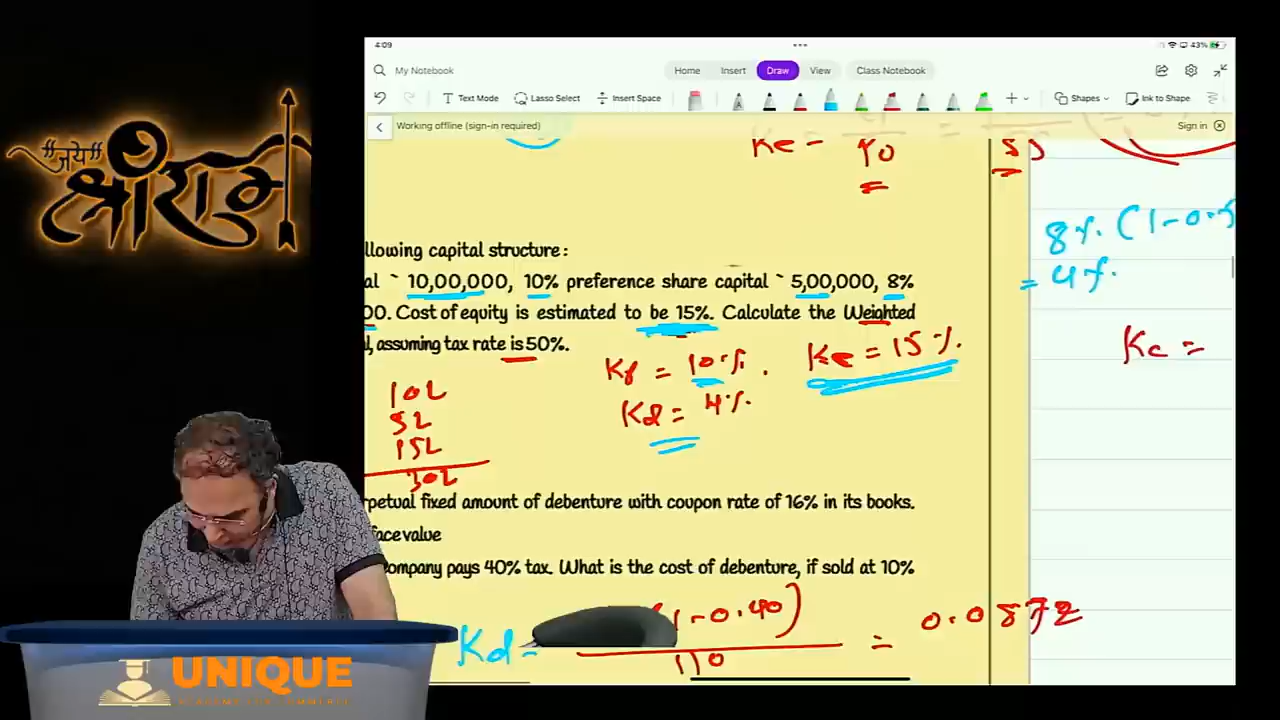 4:09
43%
My Notebook
Home Insert Draw View Class Notebook
Text Mode Lasso Select Insert Space Shapes Ink to Shape
Working offline (sign-in required) Sign in
"जय"
श्रीराम
Ke =
90
8% (1-0.
= 4%
llowing capital structure:
al ` 10,00,000, 10% preference share capital ` 5,00,000, 8%
00. Cost of equity is estimated to be 15%. Calculate the Weighted
l, assuming tax rate is 50%.
Ke = 15%.
= 10%.
Kd = 4%
Kc =
10L
5L
15L
30L
rpetual fixed amount of debenture with coupon rate of 16% in its books.
face value
company pays 40% tax. What is the cost of debenture, if sold at 10%
Kd = (1-0.40)
110
= 0.0872
UNIQUE